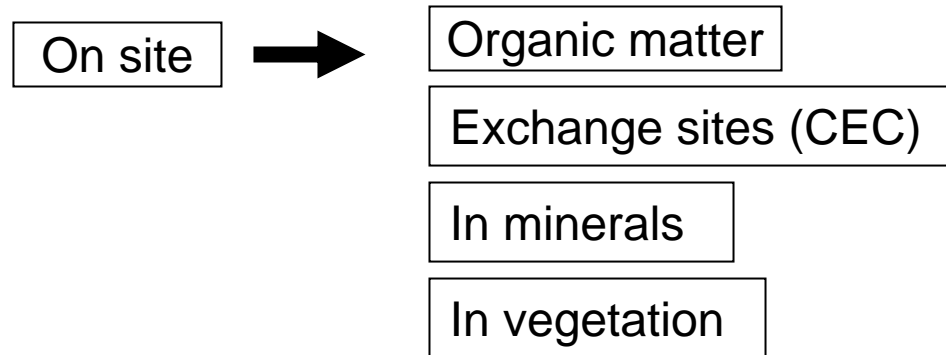 On site
Organic matter
Exchange sites (CEC)
In minerals
In vegetation